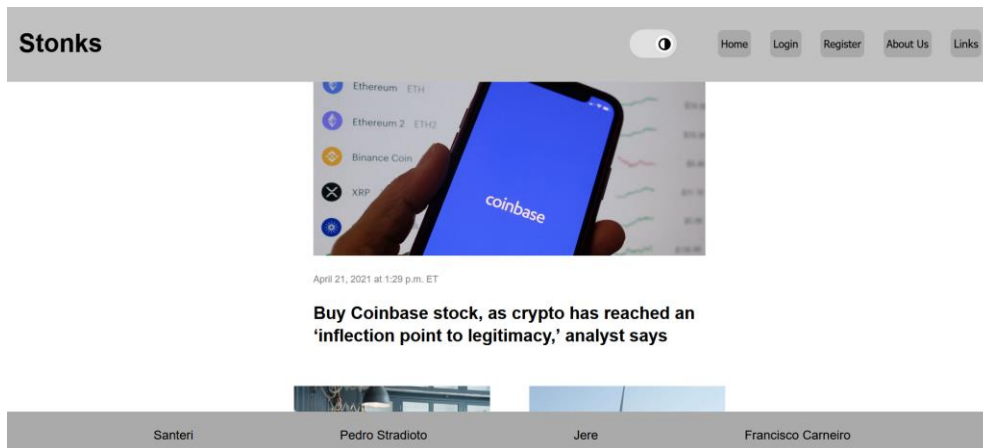 Stonks
Home Login Register About Us Links
Ethereum ETH
Ethereum 2 ETH2
Binance Coin
XRP
coinbase
April 21, 2021 at 1:29 p.m. ET
Buy Coinbase stock, as crypto has reached an
‘inflection point to legitimacy,’ analyst says
Santeri Pedro Stradioto Jere Francisco Carneiro